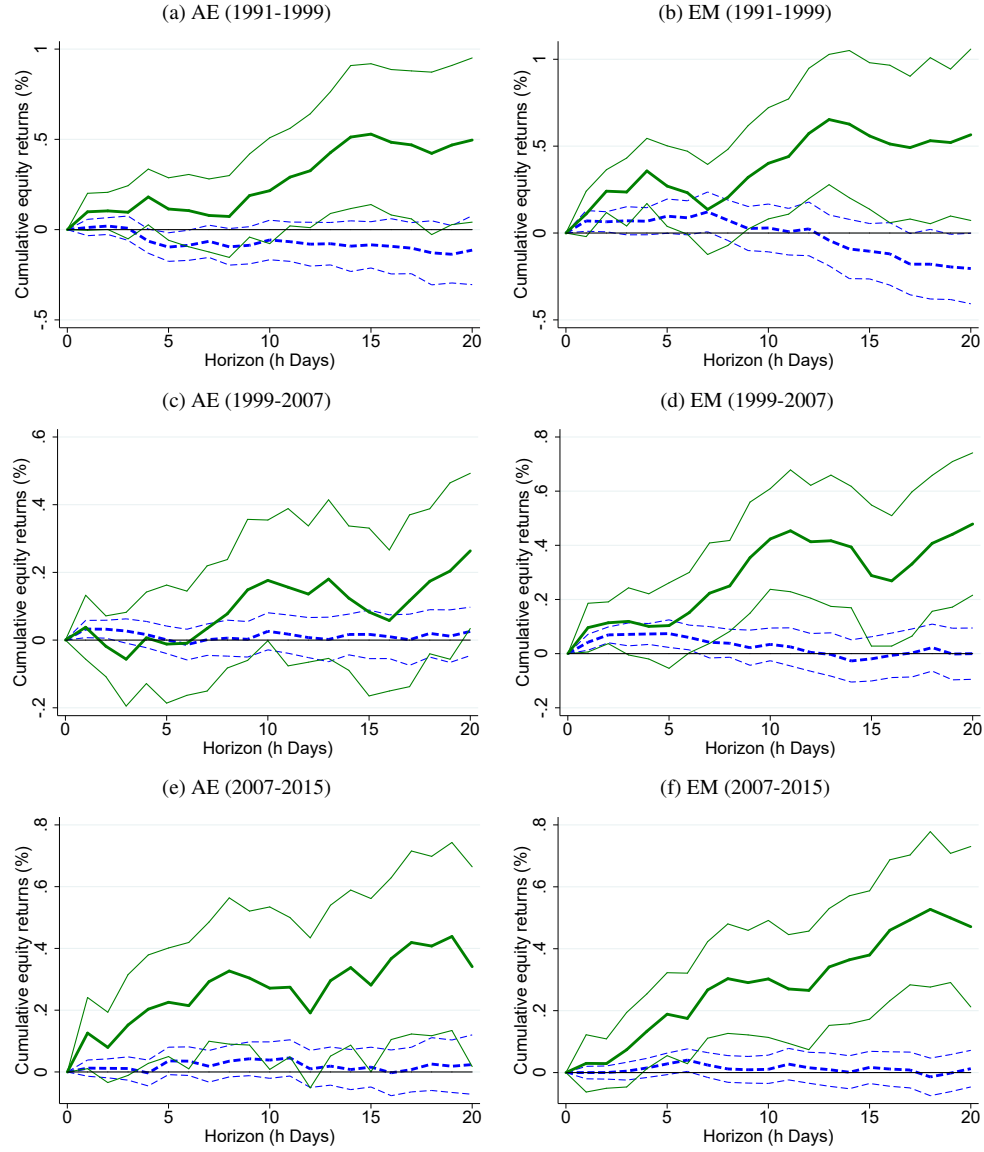 (a) AE (1991-1999)
Cumulative equity returns (%)
1
.5
0
-.5
0 5 10 15 20
Horizon (h Days)
(b) EM (1991-1999)
Cumulative equity returns (%)
1
.5
0
-.5
0 5 10 15 20
Horizon (h Days)
(c) AE (1999-2007)
Cumulative equity returns (%)
.6
.4
.2
0
-.2
0 5 10 15 20
Horizon (h Days)
(d) EM (1999-2007)
Cumulative equity returns (%)
.8
.6
.4
.2
0
-.2
0 5 10 15 20
Horizon (h Days)
(e) AE (2007-2015)
Cumulative equity returns (%)
.8
.6
.4
.2
0
0 5 10 15 20
Horizon (h Days)
(f) EM (2007-2015)
Cumulative equity returns (%)
.8
.6
.4
.2
0
0 5 10 15 20
Horizon (h Days)